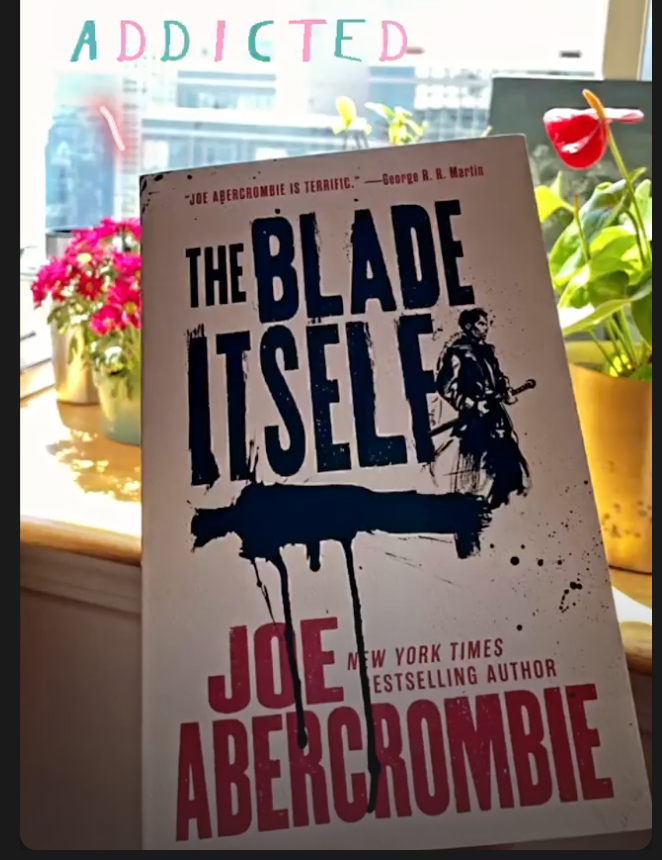 ADDICTED
"JOE ABERCROMBIE IS TERRIFIC." —George R. R. Martin
THE BLADE
ITSELF
JOE
NEW YORK TIMES
BESTSELLING AUTHOR
ABERCROMBIE